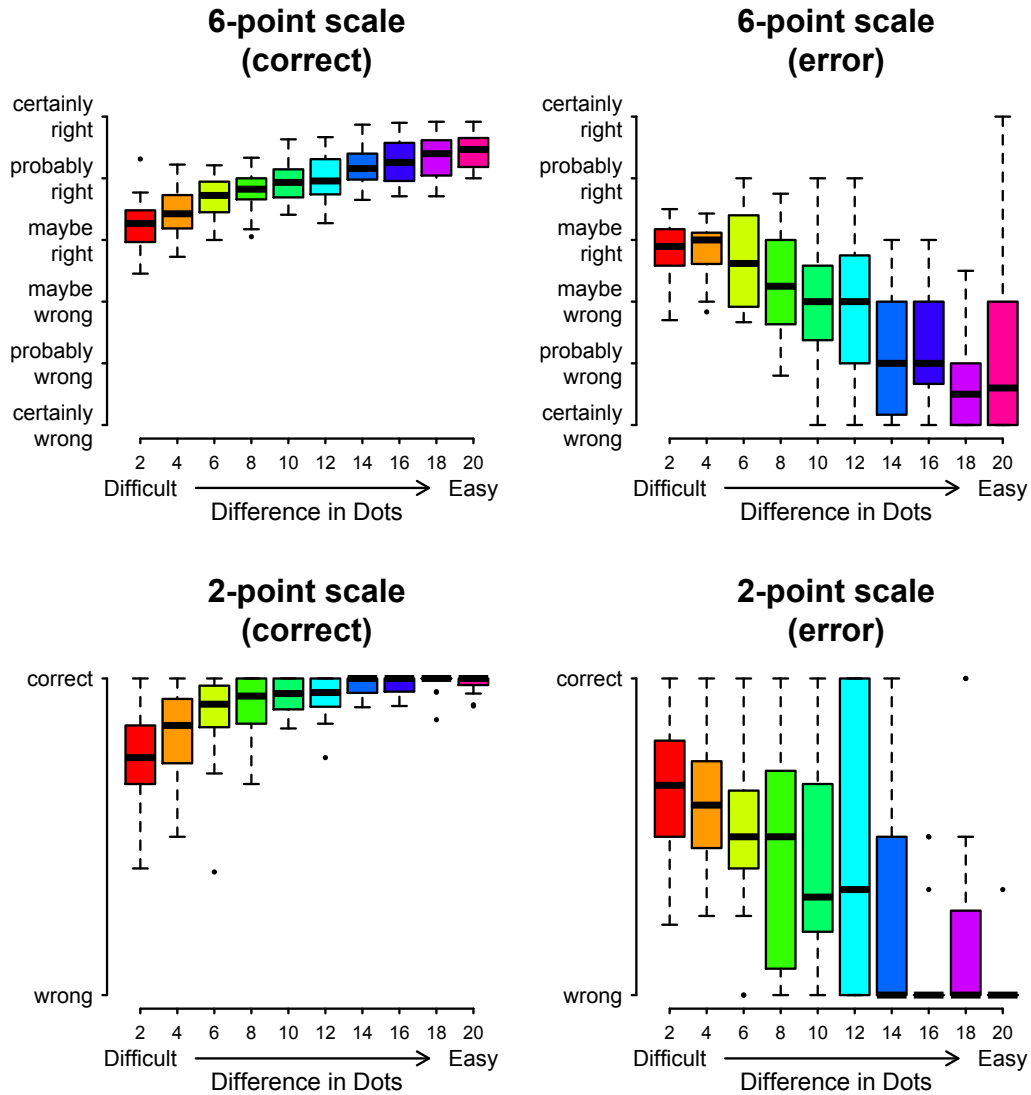 6-point scale
(correct)
certainly
right
probably
right
maybe
right
maybe
wrong
probably
wrong
certainly
wrong
2 4 6 8 10 12 14 16 18 20
Difficult Easy
Difference in Dots
6-point scale
(error)
certainly
right
probably
right
maybe
right
maybe
wrong
probably
wrong
certainly
wrong
2 4 6 8 10 12 14 16 18 20
Difficult Easy
Difference in Dots
2-point scale
(correct)
correct
wrong
2 4 6 8 10 12 14 16 18 20
Difficult Easy
Difference in Dots
2-point scale
(error)
correct
wrong
2 4 6 8 10 12 14 16 18 20
Difficult Easy
Difference in Dots